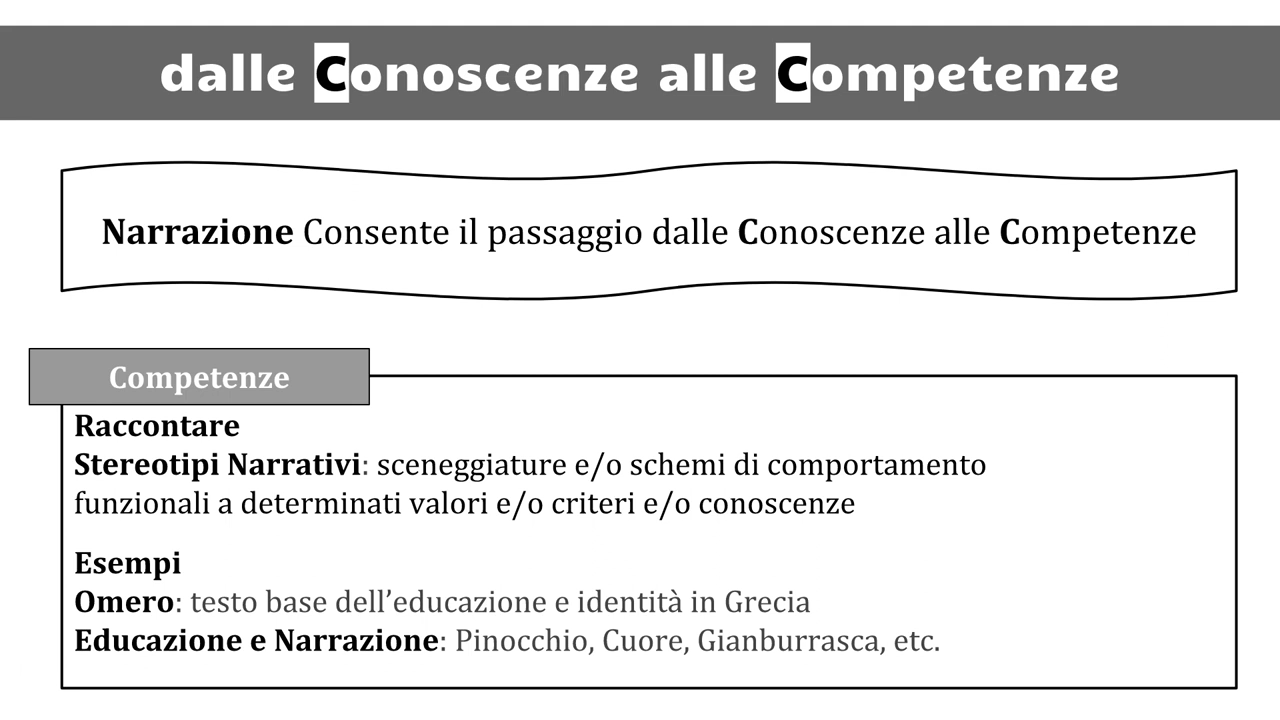 dalle Conoscenze alle Competenze
Narrazione Consente il passaggio dalle Conoscenze alle Competenze
Competenze
Raccontare
Stereotipi Narrativi: sceneggiature e/o schemi di comportamento
funzionali a determinati valori e/o criteri e/o conoscenze
Esempi
Omero: testo base dell’educazione e identità in Grecia
Educazione e Narrazione: Pinocchio, Cuore, Gianburrasca, etc.